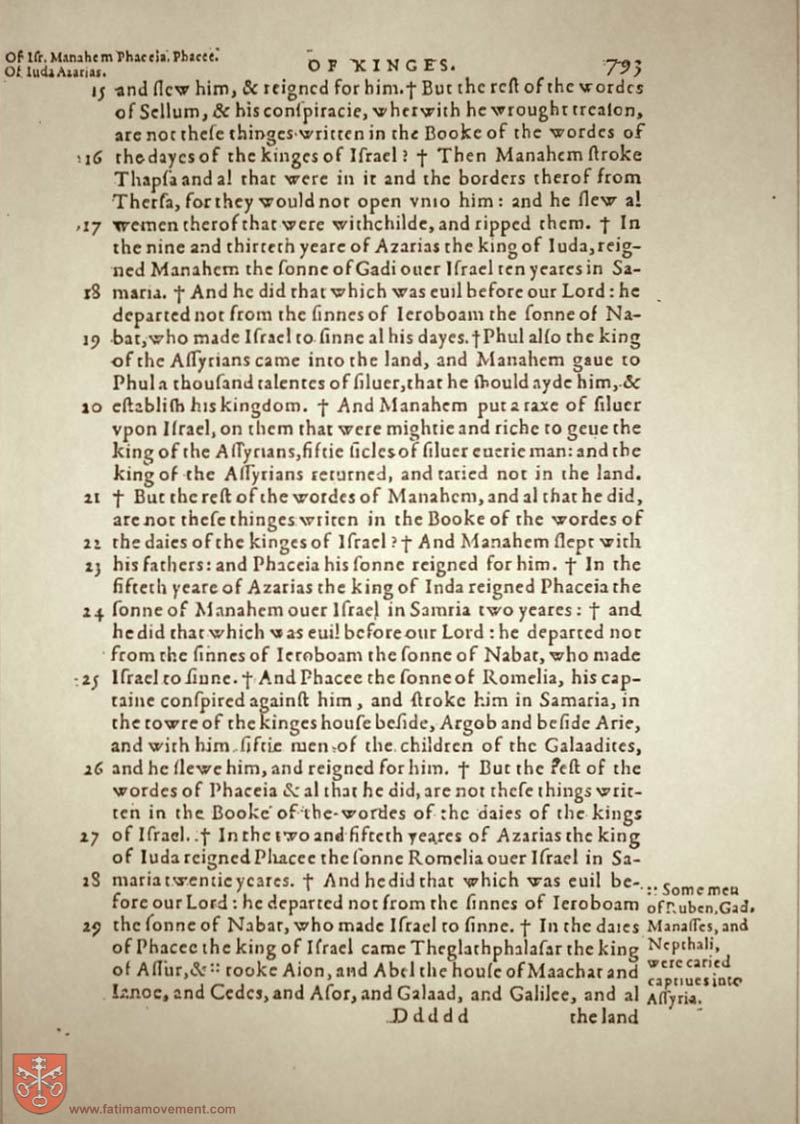 Of Iſr. Manahem Phaceia. Phacee.
Of Iuda Azarias.
OF KINGES.
793
15 and ſlew him, & reigned for him.† But the reſt of the wordes
of Sellum, & his conſpiracie, wherwith he wrought treaſon,
are not theſe thinges written in the Booke of the wordes of
16 the dayes of the kinges of Iſrael? † Then Manahem ſtroke
Thapſa and al that were in it and the borders therof from
Therſa, for they would not open vnto him: and he ſlew al
17 wemen therof that were withchilde, and ripped them. † In
the nine and thirteth yeare of Azarias the king of Iuda, reig-
ned Manahem the ſonne of Gadi ouer Iſrael ten yeares in Sa-
18 maria. † And he did that which was euil before our Lord: he
departed not from the ſinnes of Ieroboam the ſonne of Na-
19 bat, who made Iſrael to ſinne al his dayes.† Phul alſo the king
of the Aſſyrians came into the land, and Manahem gaue to
Phul a thouſand talentes of ſiluer, that he ſhould ayde him, &
20 eſtabliſh his kingdom. † And Manahem put a taxe of ſiluer
vpon Iſrael, on them that were mightie and riche to geue the
king of the Aſſyrians, fiftie ſicles of ſiluer euerie man: and the
king of the Aſſyrians returned, and taried not in the land.
21 † But the reſt of the wordes of Manahem, and al that he did,
are not theſe thinges writen in the Booke of the wordes of
22 the daies of the kinges of Iſrael? † And Manahem ſlept with
23 his fathers: and Phaceia his ſonne reigned for him. † In the
fifteth yeare of Azarias the king of Inda reigned Phaceia the
24 ſonne of Manahem ouer Iſrael in Samria two yeares: † and
he did that which was euil before our Lord: he departed not
from the ſinnes of Ieroboam the ſonne of Nabat, who made
25 Iſrael to ſinne. † And Phacee the ſonne of Romelia, his cap-
taine conſpired againſt him, and ſtroke him in Samaria, in
the towre of the kinges houſe beſide, Argob and beſide Arie,
and with him fiftie men of the children of the Galaadites,
26 and he ſlewe him, and reigned for him. † But the reſt of the
wordes of Phaceia & al that he did, are not theſe things writ-
ten in the Booke of the wordes of the daies of the kings
27 of Iſrael. † In the two and fifteth yeares of Azarias the king
of Iuda reigned Phacee the ſonne Romelia ouer Iſrael in Sa-
28 maria twentie yeares. † And he did that which was euil be-
fore our Lord: he departed not from the ſinnes of Ieroboam
29 the ſonne of Nabat, who made Iſrael to ſinne. † In the daies
of Phacee the king of Iſrael came Theglathphalaſar the king
of Aſſur, & :: tooke Aion, and Abel the houſe of Maachat and
Ianoe, and Cedes, and Aſor, and Galaad, and Galilee, and al
:: Some men
of Ruben, Gad,
Manaſſes, and
Nepthali,
were caried
captiues into
Aſſyria.
Ddddd
the land
www.fatimamovement.com